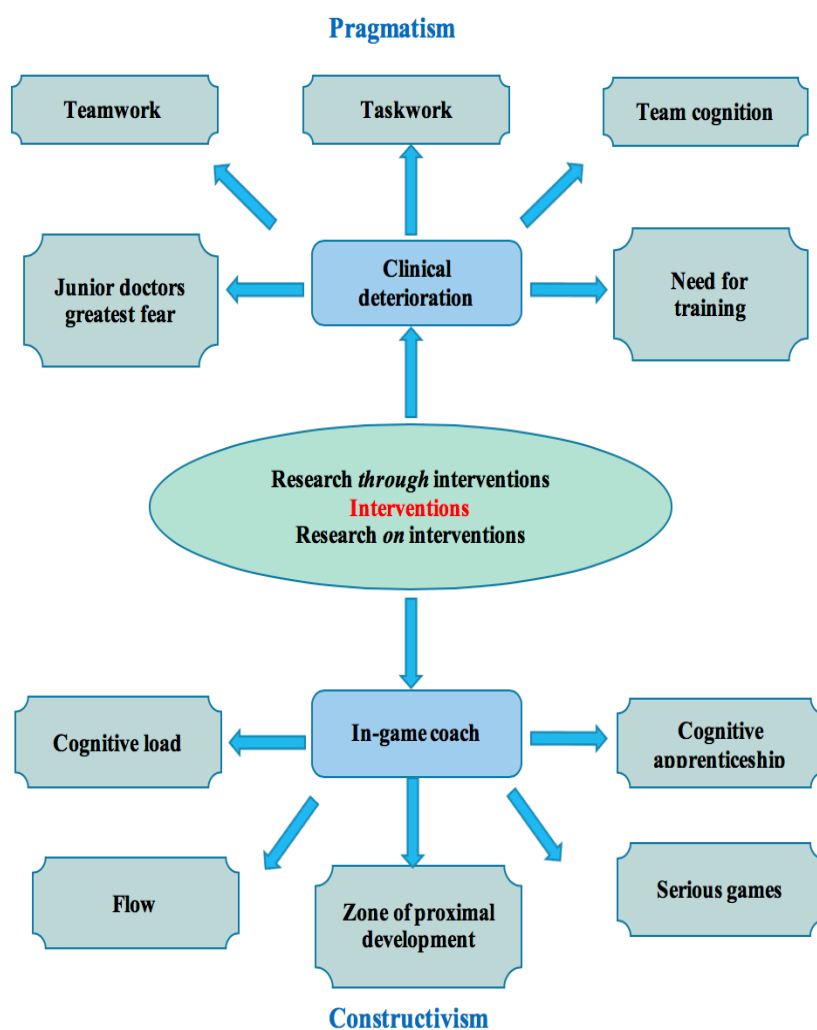 Pragmatism
Teamwork
Taskwork
Team cognition
Junior doctors
greatest fear
Clinical
deterioration
Need for
training
Research through interventions
Interventions
Research on interventions
Cognitive load
In-game coach
Cognitive
apprenticeship
Flow
Zone of proximal
development
Serious games
Constructivism